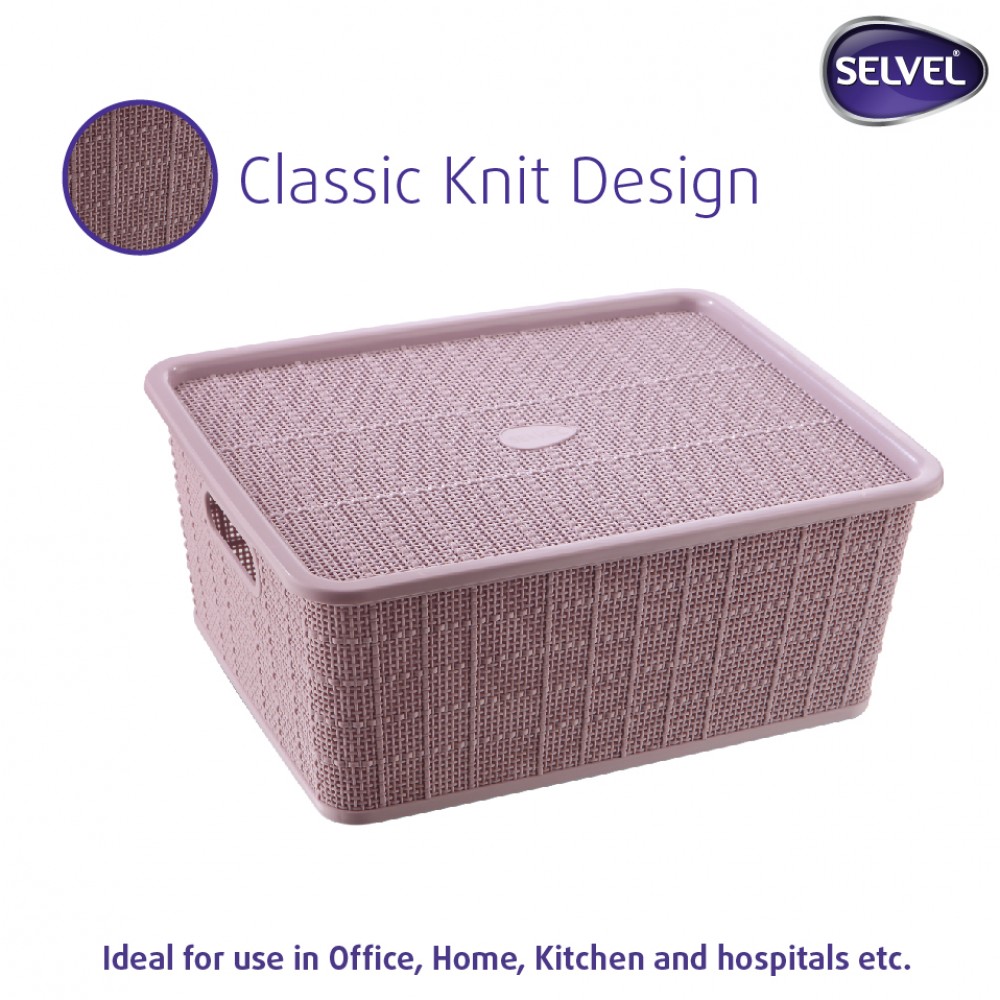 SELVEL®
Classic Knit Design
Ideal for use in Office, Home, Kitchen and hospitals etc.